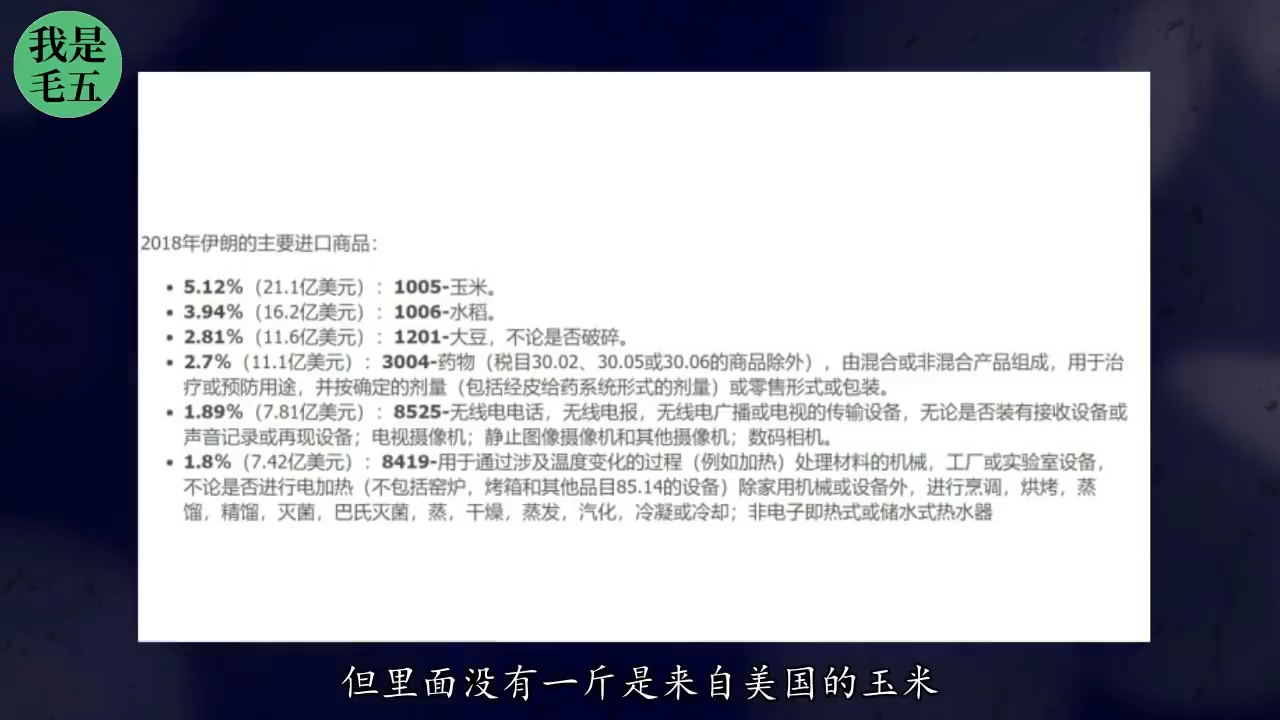 我是
毛五
2018年伊朗的主要进口商品：
• 5.12%（21.1亿美元）：1005-玉米。
• 3.94%（16.2亿美元）：1006-水稻。
• 2.81%（11.6亿美元）：1201-大豆，不论是否破碎。
• 2.7%（11.1亿美元）：3004-药物（税目30.02、30.05或30.06的商品除外），由混合或非混合产品组成，用于治
疗或预防用途，并按确定的剂量（包括经皮给药系统形式的剂量）或零售形式或包装。
• 1.89%（7.81亿美元）：8525-无线电电话，无线电报，无线电广播或电视的传输设备，无论是否装有接收设备或
声音记录或再现设备；电视摄像机；静止图像摄像机和其他摄像机；数码相机。
• 1.8%（7.42亿美元）：8419-用于通过涉及温度变化的过程（例如加热）处理材料的机械，工厂或实验室设备，
不论是否进行电加热（不包括窑炉，烤箱和其他品目85.14的设备）除家用机械或设备外，进行烹调，烘烤，蒸
馏，精馏，灭菌，巴氏灭菌，蒸，干燥，蒸发，汽化，冷凝或冷却；非电子即热式或储水式热水器
但里面没有一斤是来自美国的玉米